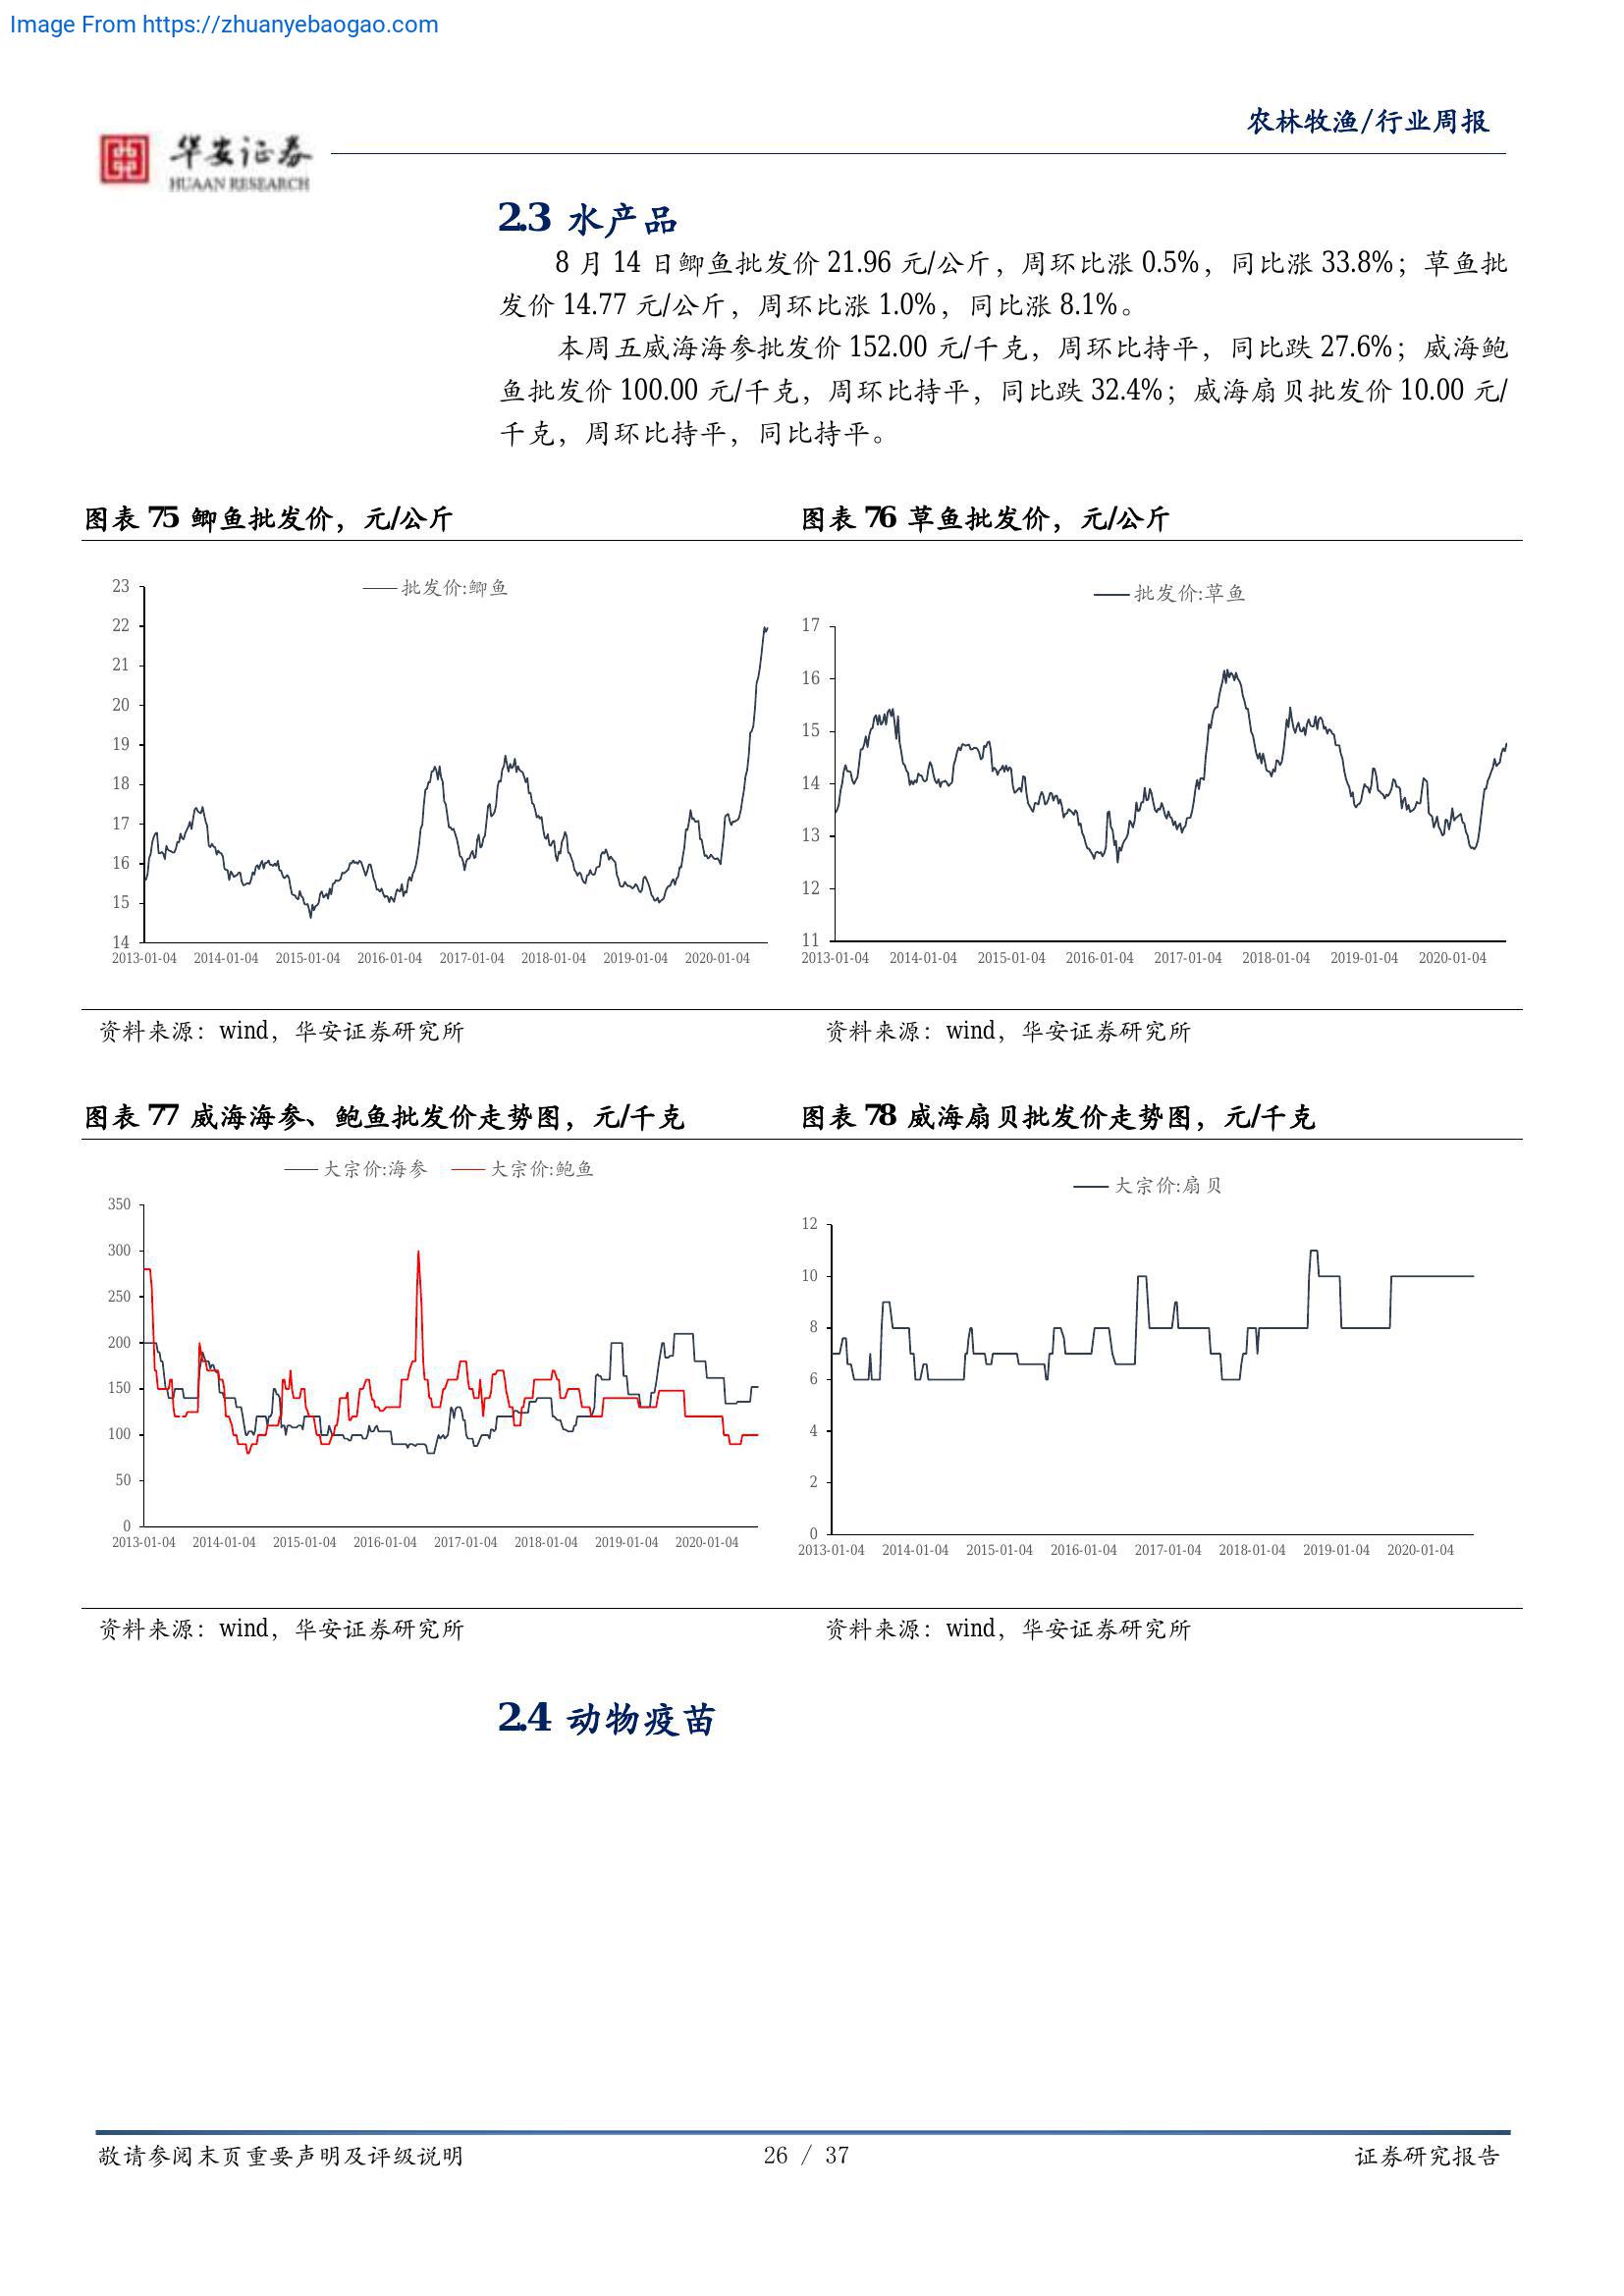 Image From https://zhuanyebaogao.com
农林牧渔/行业周报
华安证券
HUAAN RESEARCH
2.3 水产品
8 月 14 日鲫鱼批发价 21.96 元/公斤，周环比涨 0.5%，同比涨 33.8%；草鱼批
发价 14.77 元/公斤，周环比涨 1.0%，同比涨 8.1%。
本周五威海海参批发价 152.00 元/千克，周环比持平，同比跌 27.6%；威海鲍
鱼批发价 100.00 元/千克，周环比持平，同比跌 32.4%；威海扇贝批发价 10.00 元/
千克，周环比持平，同比持平。
图表 75 鲫鱼批发价，元/公斤
批发价:鲫鱼
23
22
21
20
19
18
17
16
15
14
2013-01-04 2014-01-04 2015-01-04 2016-01-04 2017-01-04 2018-01-04 2019-01-04 2020-01-04
资料来源：wind，华安证券研究所
图表 76 草鱼批发价，元/公斤
批发价:草鱼
17
16
15
14
13
12
11
2013-01-04 2014-01-04 2015-01-04 2016-01-04 2017-01-04 2018-01-04 2019-01-04 2020-01-04
资料来源：wind，华安证券研究所
图表 77 威海海参、鲍鱼批发价走势图，元/千克
大宗价:海参 大宗价:鲍鱼
350
300
250
200
150
100
50
0
2013-01-04 2014-01-04 2015-01-04 2016-01-04 2017-01-04 2018-01-04 2019-01-04 2020-01-04
资料来源：wind，华安证券研究所
图表 78 威海扇贝批发价走势图，元/千克
大宗价:扇贝
12
10
8
6
4
2
0
2013-01-04 2014-01-04 2015-01-04 2016-01-04 2017-01-04 2018-01-04 2019-01-04 2020-01-04
资料来源：wind，华安证券研究所
2.4 动物疫苗
敬请参阅末页重要声明及评级说明
26 / 37
证券研究报告